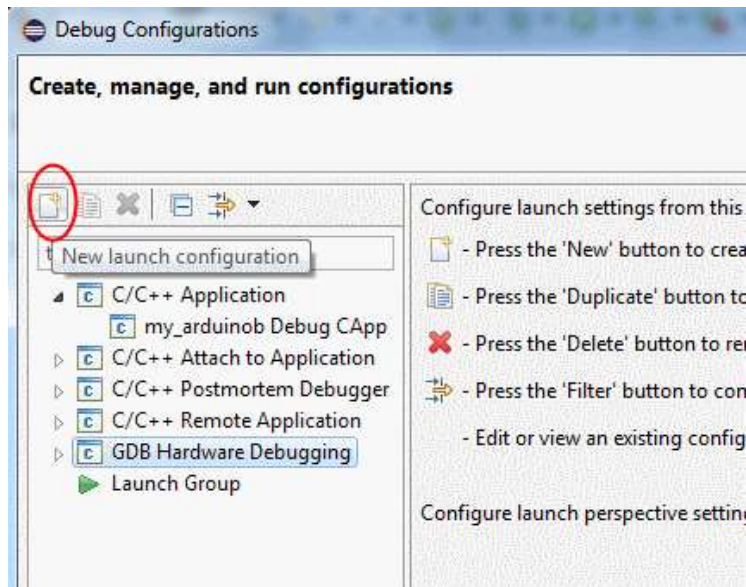 Debug Configurations
Create, manage, and run configurations
New launch configuration
C/C++ Application
my_arduinob Debug CApp
C/C++ Attach to Application
C/C++ Postmortem Debugger
C/C++ Remote Application
GDB Hardware Debugging
Launch Group
Configure launch settings from this
- Press the 'New' button to crea
- Press the 'Duplicate' button to
- Press the 'Delete' button to re
- Press the 'Filter' button to con
- Edit or view an existing config
Configure launch perspective setting